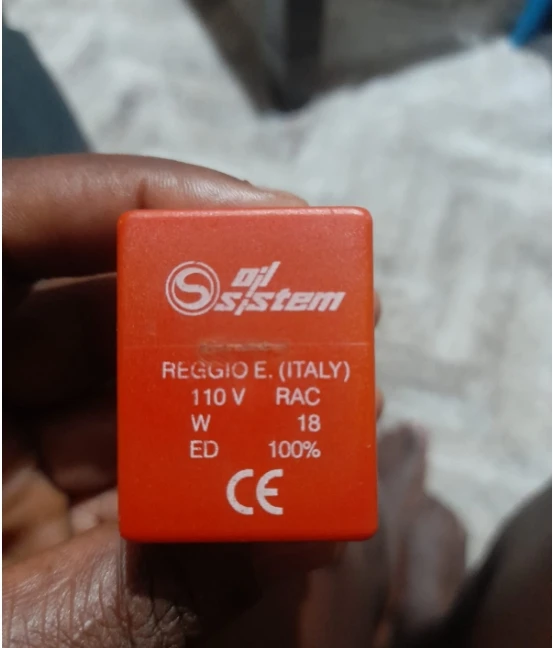 S oil
sistem
REGGIO E. (ITALY)
110 V RAC
W 18
ED 100%
CE